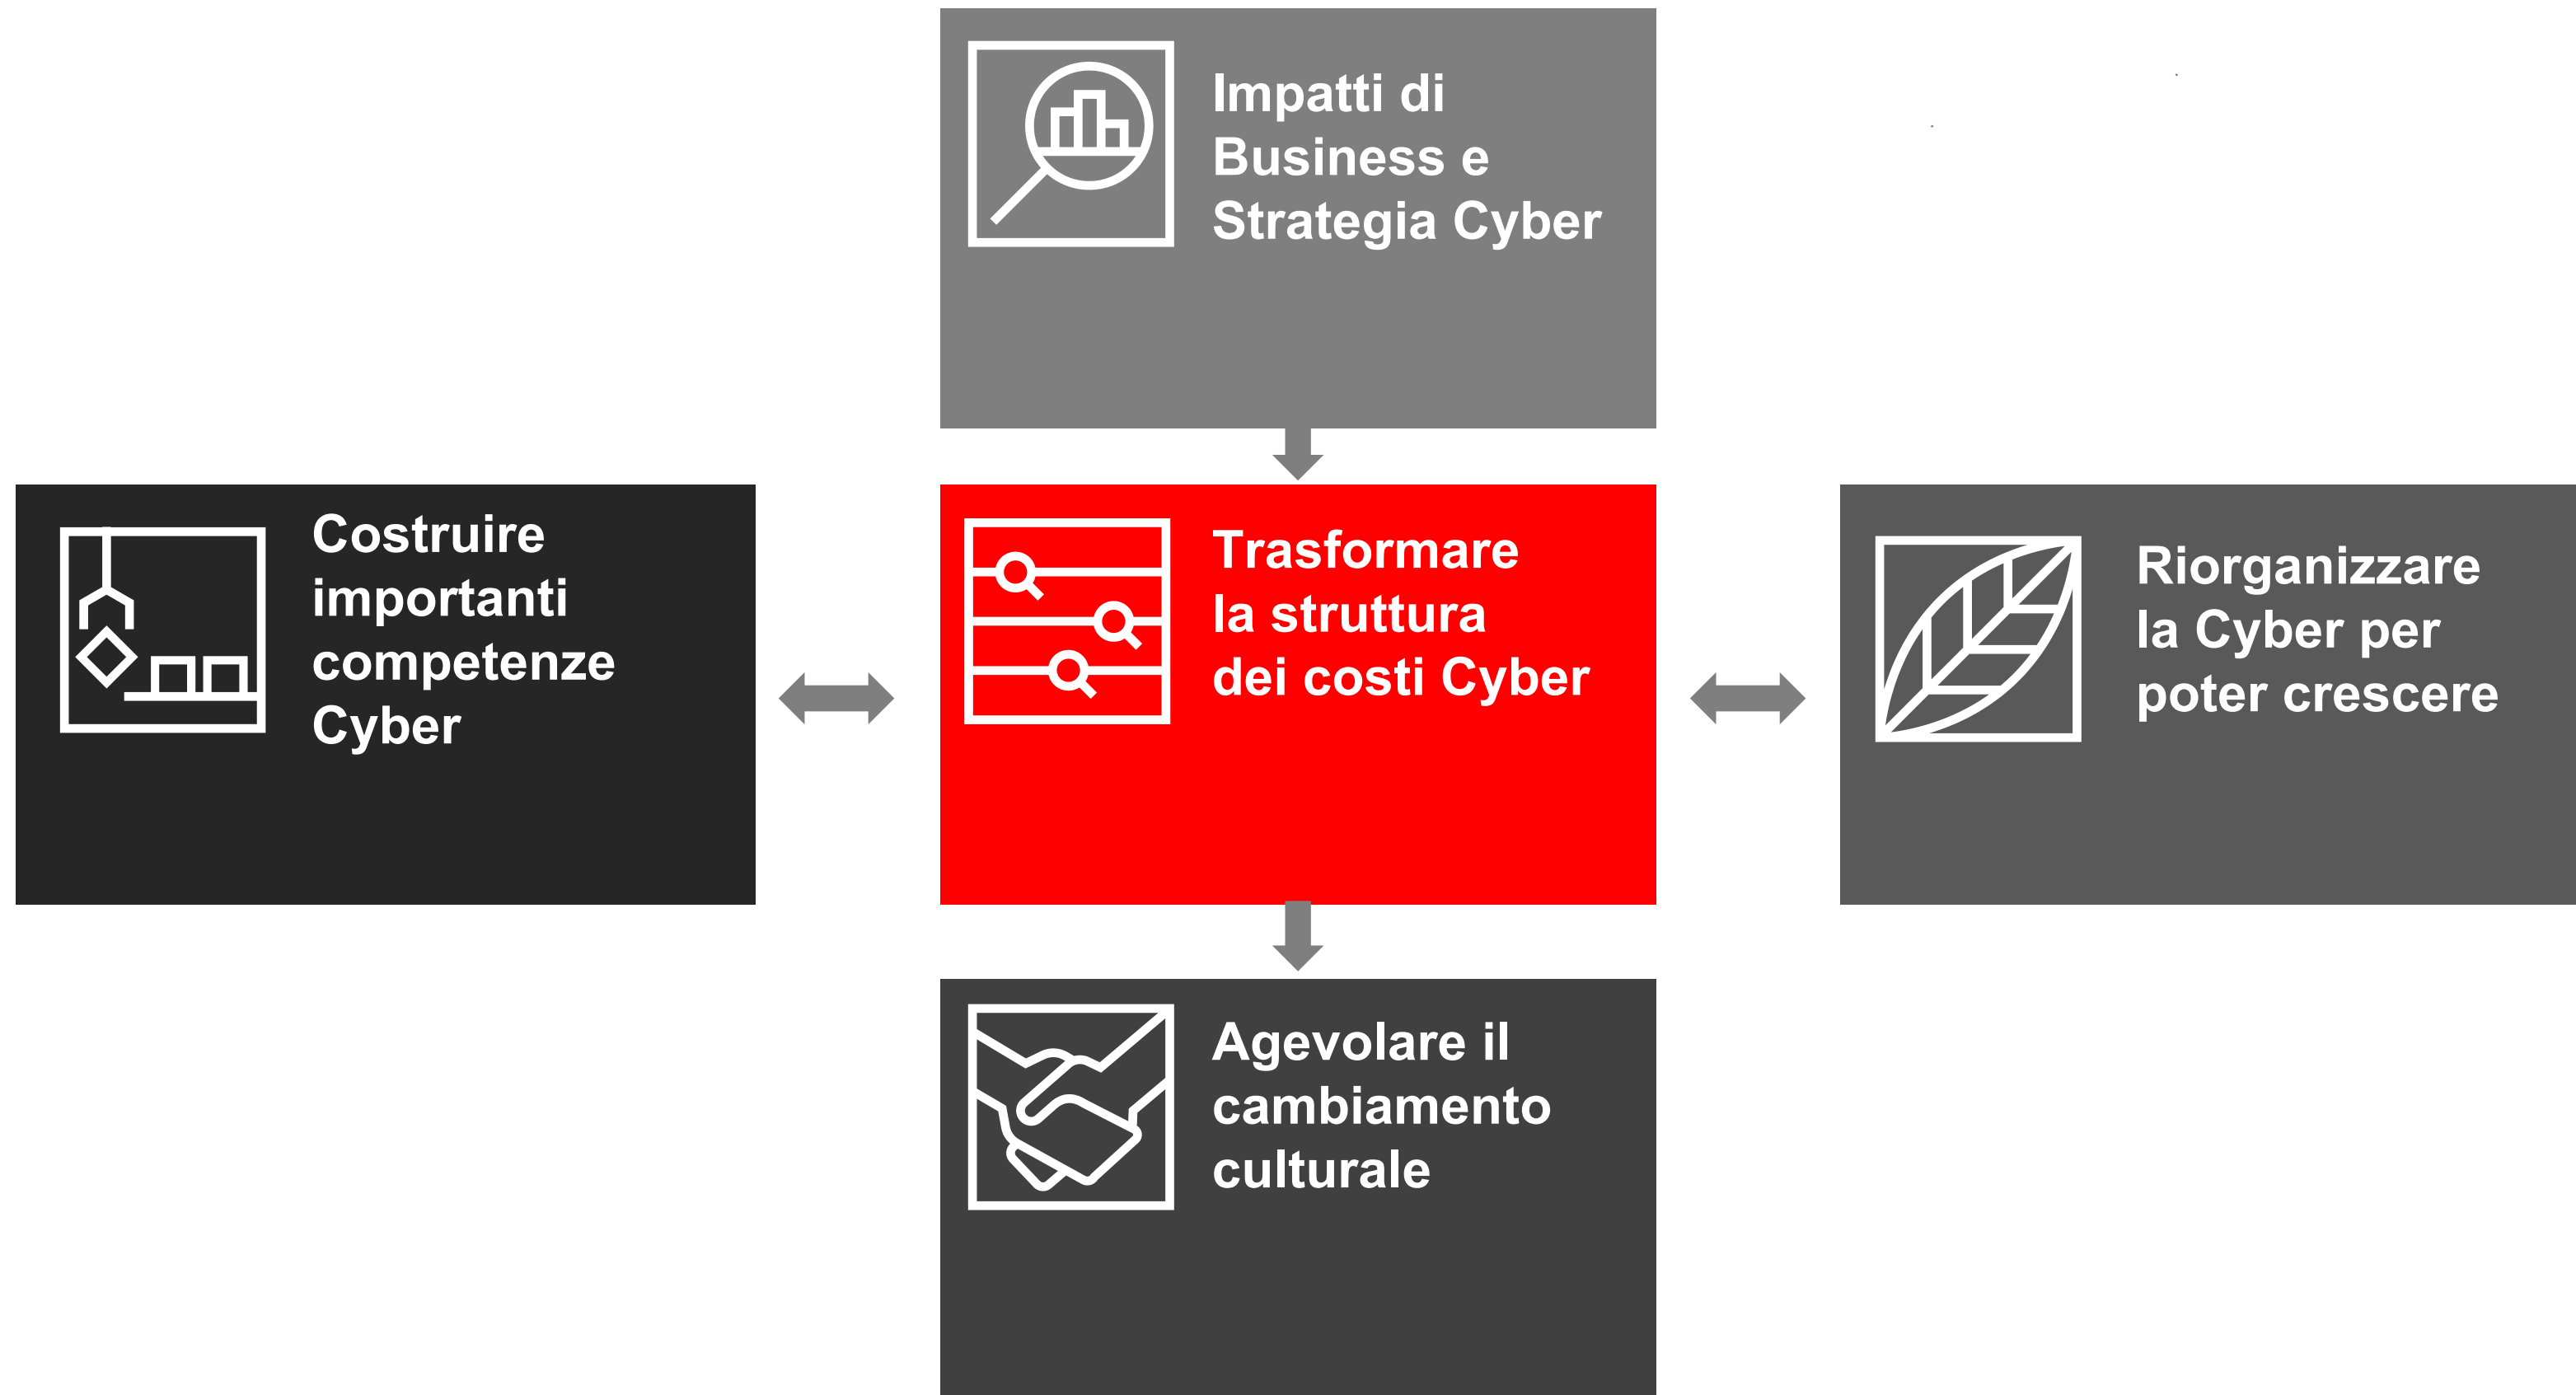 Impatti di
Business e
Strategia Cyber
Costruire
importanti
competenze
Cyber
Trasformare
la struttura
dei costi Cyber
Riorganizzare
la Cyber per
poter crescere
Agevolare il
cambiamento
culturale